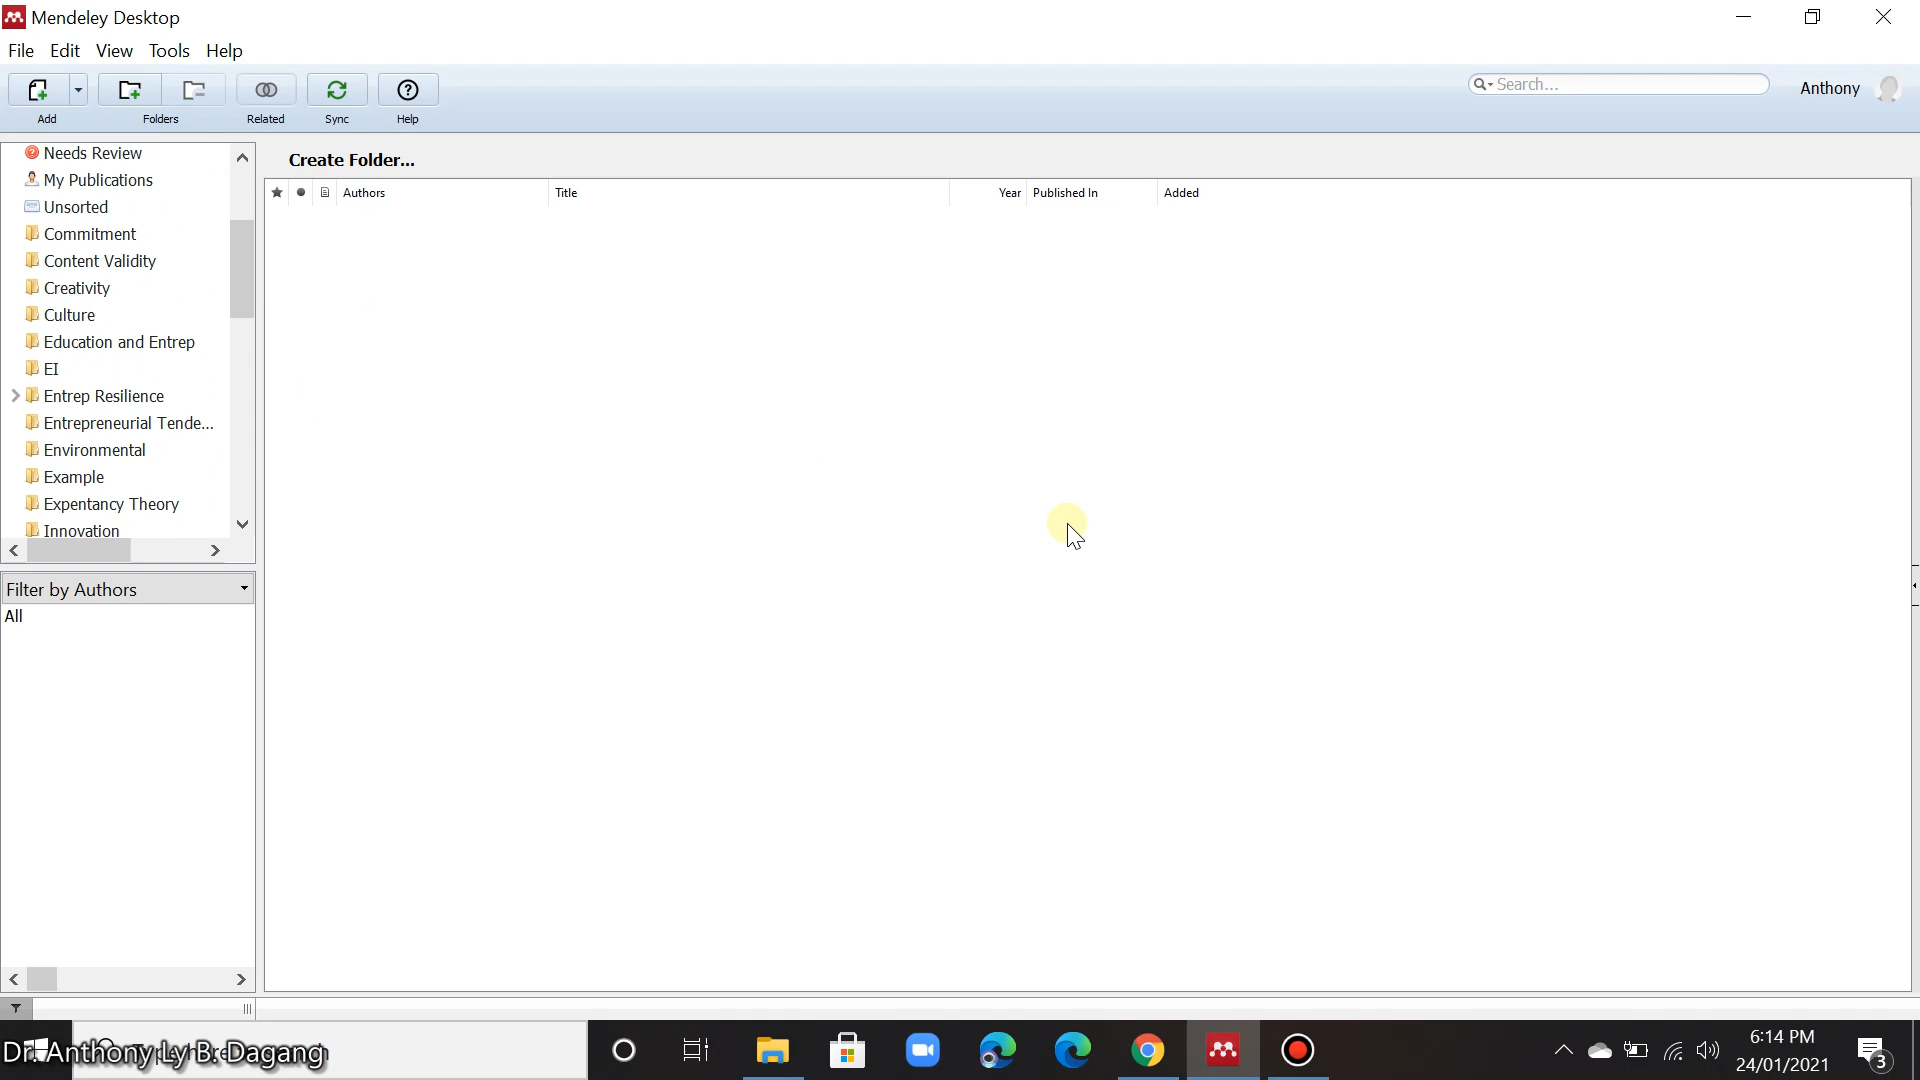 Mendeley Desktop
File Edit View Tools Help
Search...
Anthony
Add Folders Related Sync Help
Needs Review
My Publications
Unsorted
Commitment
Content Validity
Creativity
Culture
Education and Entrep
EI
Entrep Resilience
Entrepreneurial Tende...
Environmental
Example
Expentancy Theory
Innovation
Create Folder...
Authors Title Year Published In Added
Filter by Authors
All
Dr. Anthony Ly B. Dagang
6:14 PM
24/01/2021
3